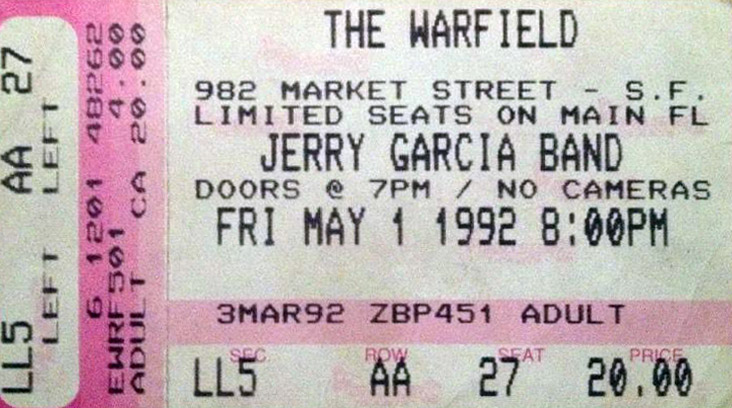 THE WARFIELD
982 MARKET STREET - S.F.
LIMITED SEATS ON MAIN FL
JERRY GARCIA BAND
DOORS @ 7PM / NO CAMERAS
FRI MAY 1 1992 8:00PM
3MAR92 ZBP451 ADULT
SEC. ROW SEAT PRICE
LL5 AA 27 20.00
LL5 AA 27
LEFT LEFT
6 1201 48262
EWRF501 4.00
ADULT CA 20.00